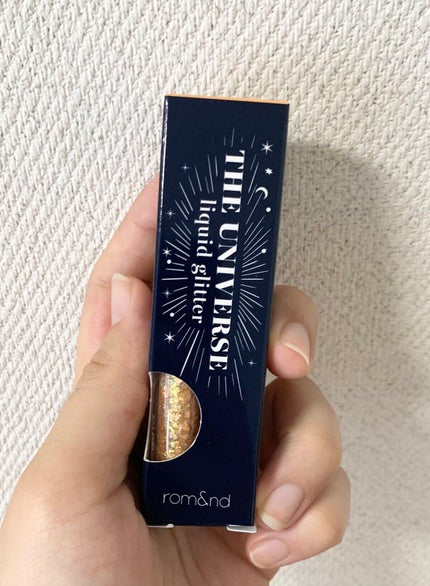 THE UNIVERSE
liquid glitter
rom&nd